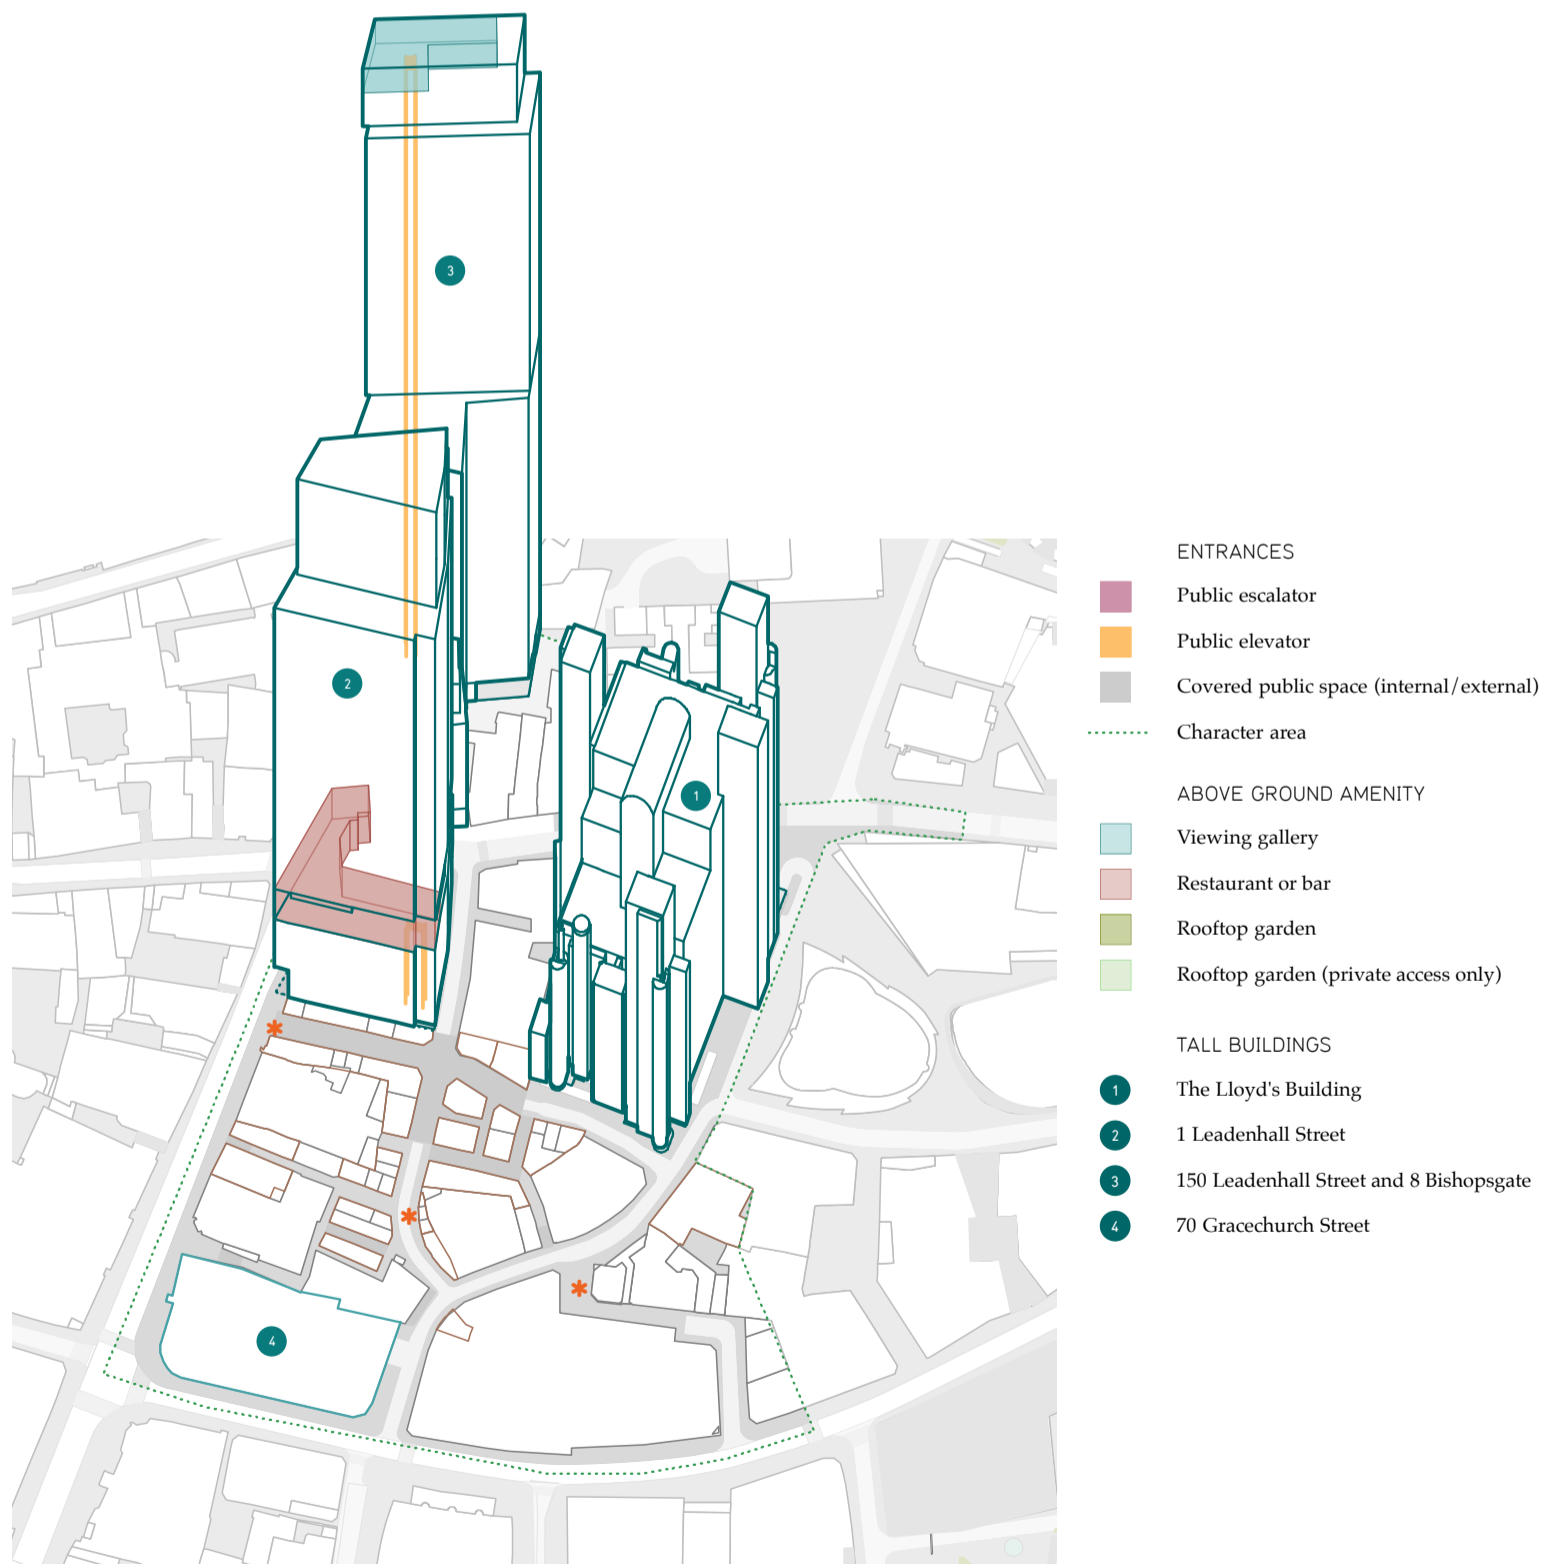 3
2
1
4
ENTRANCES
Public escalator
Public elevator
Covered public space (internal/external)
Character area
ABOVE GROUND AMENITY
Viewing gallery
Restaurant or bar
Rooftop garden
Rooftop garden (private access only)
TALL BUILDINGS
1 The Lloyd's Building
2 1 Leadenhall Street
3 150 Leadenhall Street and 8 Bishopsgate
4 70 Gracechurch Street